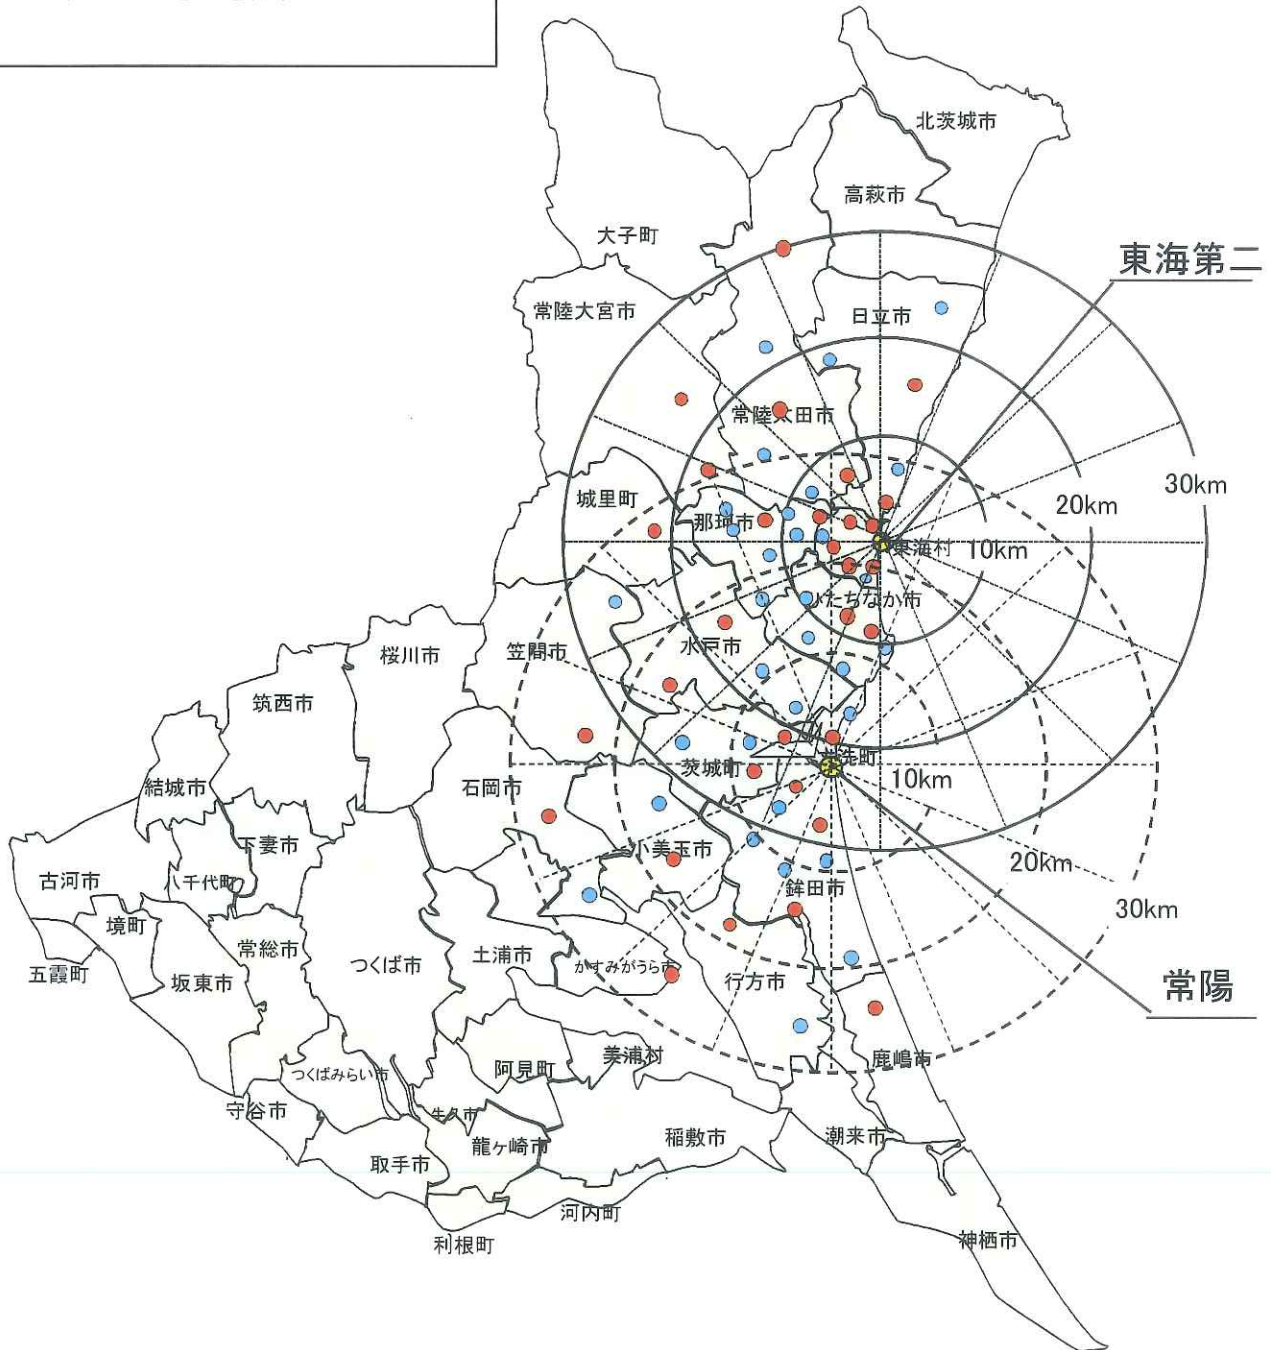 北茨城市
高萩市
大子町
東海第二
常陸大宮市
日立市
常陸太田市
30km
城里町
20km
那珂市
東海村
10km
ひたちなか市
水戸市
笠間市
桜川市
筑西市
大洗町
茨城町
10km
石岡市
結城市
下妻市
小美玉市
20km
古河市
八千代町
鉾田市
30km
境町
常総市
土浦市
つくば市
かすみがうら市
五霞町
坂東市
行方市
常陽
美浦村
鹿嶋市
阿見町
つくばみらい市
守谷市
牛久市
稲敷市
潮来市
龍ヶ崎市
取手市
河内町
利根町
神栖市